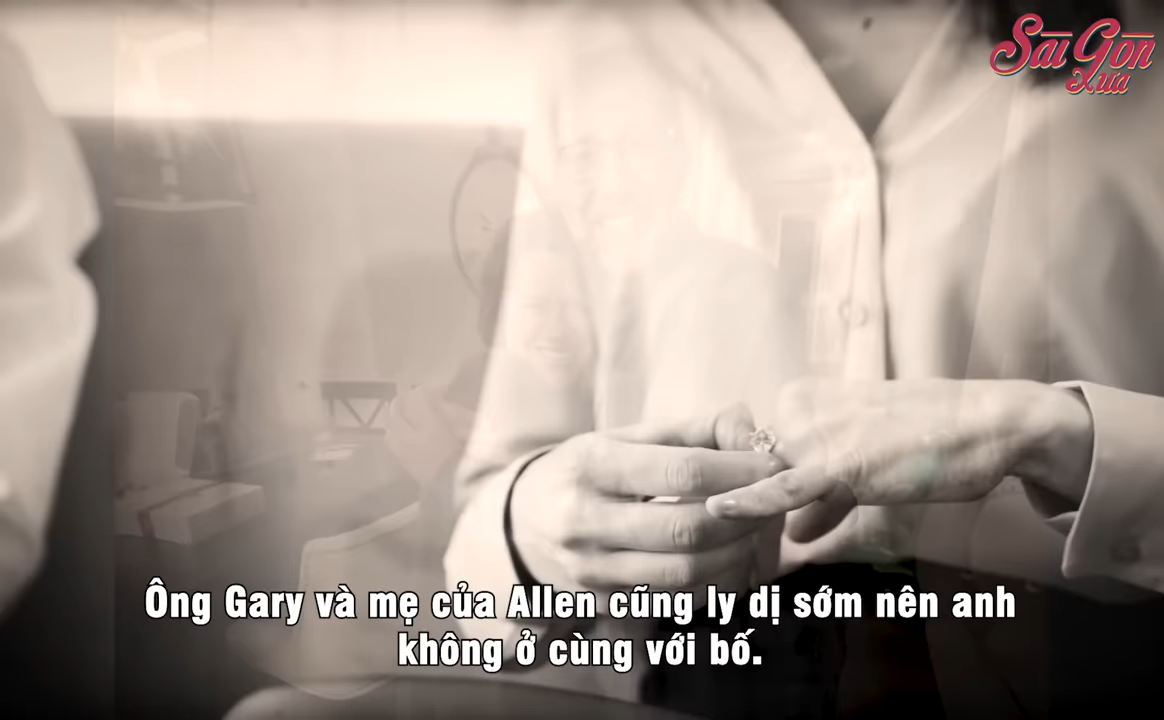 Sài Gòn
Xưa
Ông Gary và mẹ của Allen cũng ly dị sớm nên anh
không ở cùng với bố.